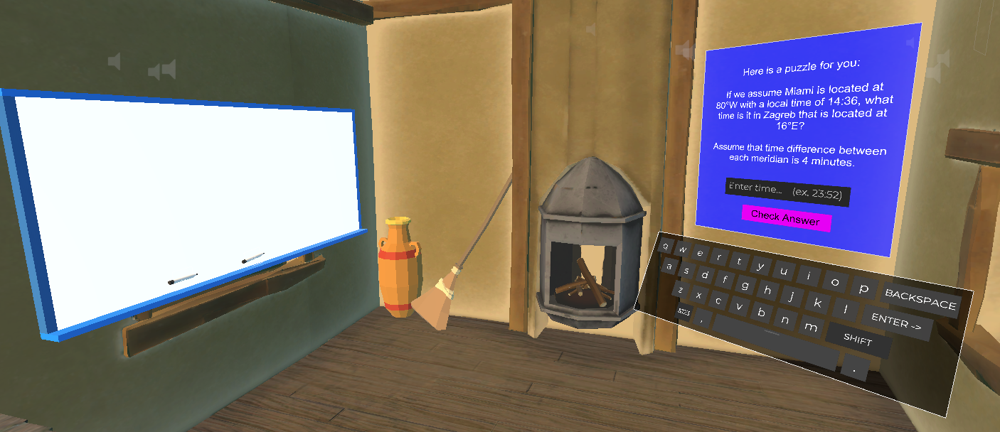 Here is a puzzle for you:
If we assume Miami is located at
80°W with a local time of 14:36, what
time is it in Zagreb that is located at
16°E?
Assume that time difference between
each meridian is 4 minutes.
Enter time... (ex. 23:52)
Check Answer
q w e r t y u i o p BACKSPACE
a s d f g h j k l ENTER ->
z x c v b n m SHIFT
&123 , .